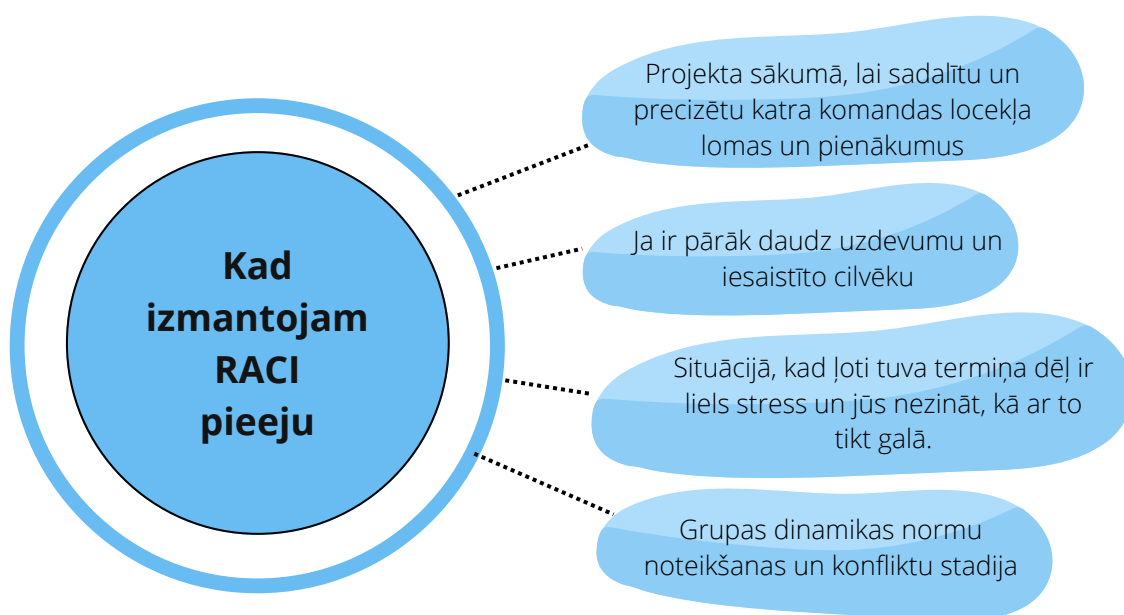 Kad
izmantojam
RACI
pieeju
Projekta sākumā, lai sadalītu un
precizētu katra komandas locekļa
lomas un pienākumus
Ja ir pārāk daudz uzdevumu un
iesaistīto cilvēku
Situācijā, kad ļoti tuva termiņa dēļ ir
liels stress un jūs nezināt, kā ar to
tikt galā.
Grupas dinamikas normu
noteikšanas un konfliktu stadija